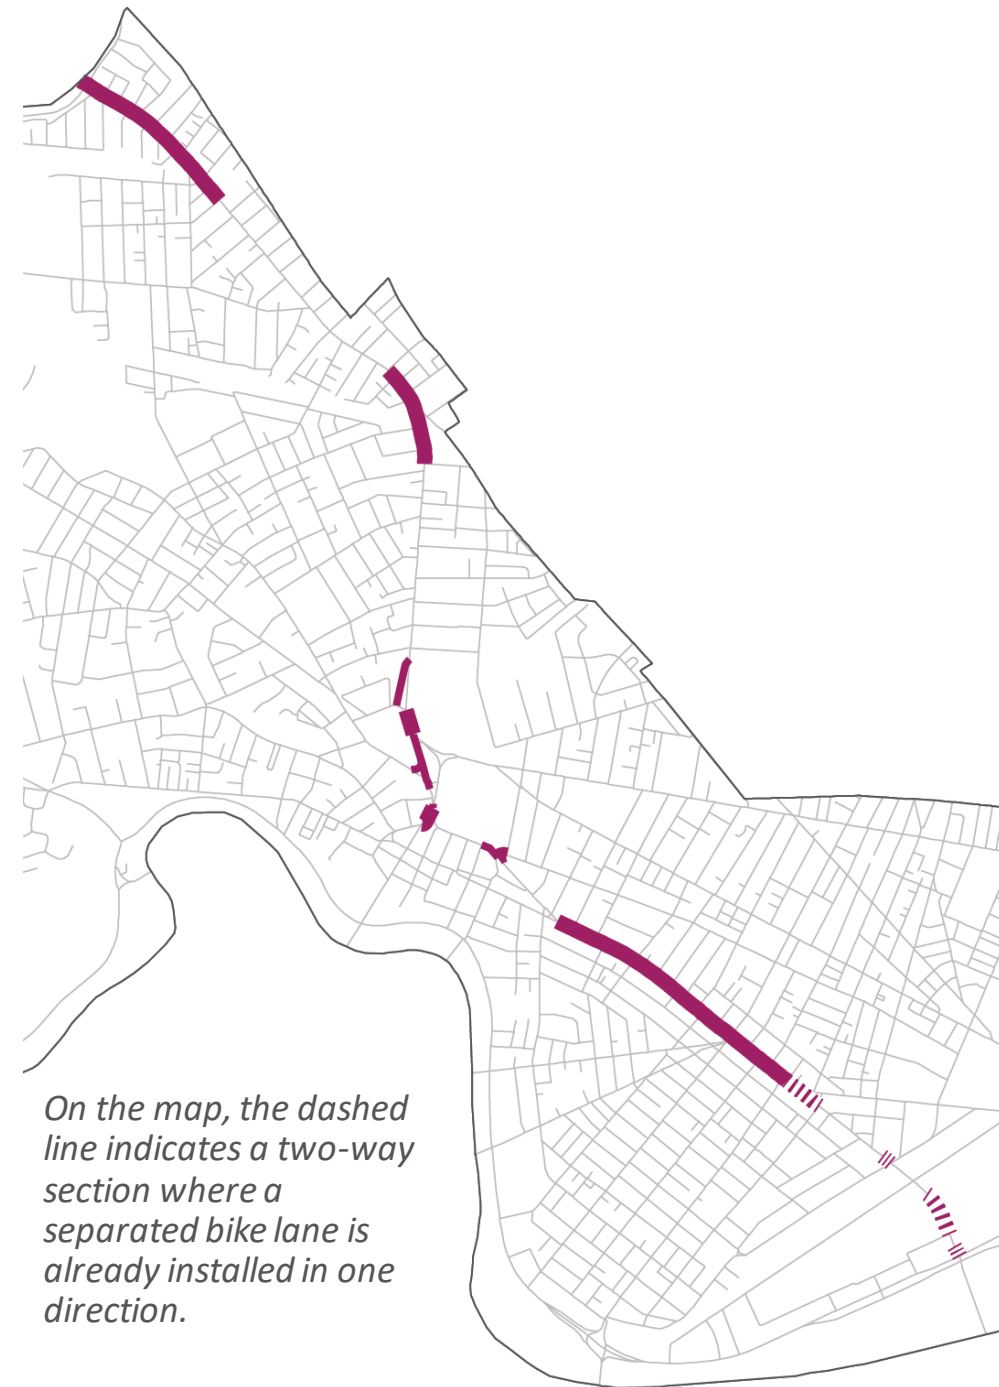 On the map, the dashed
line indicates a two-way
section where a
separated bike lane is
already installed in one
direction.